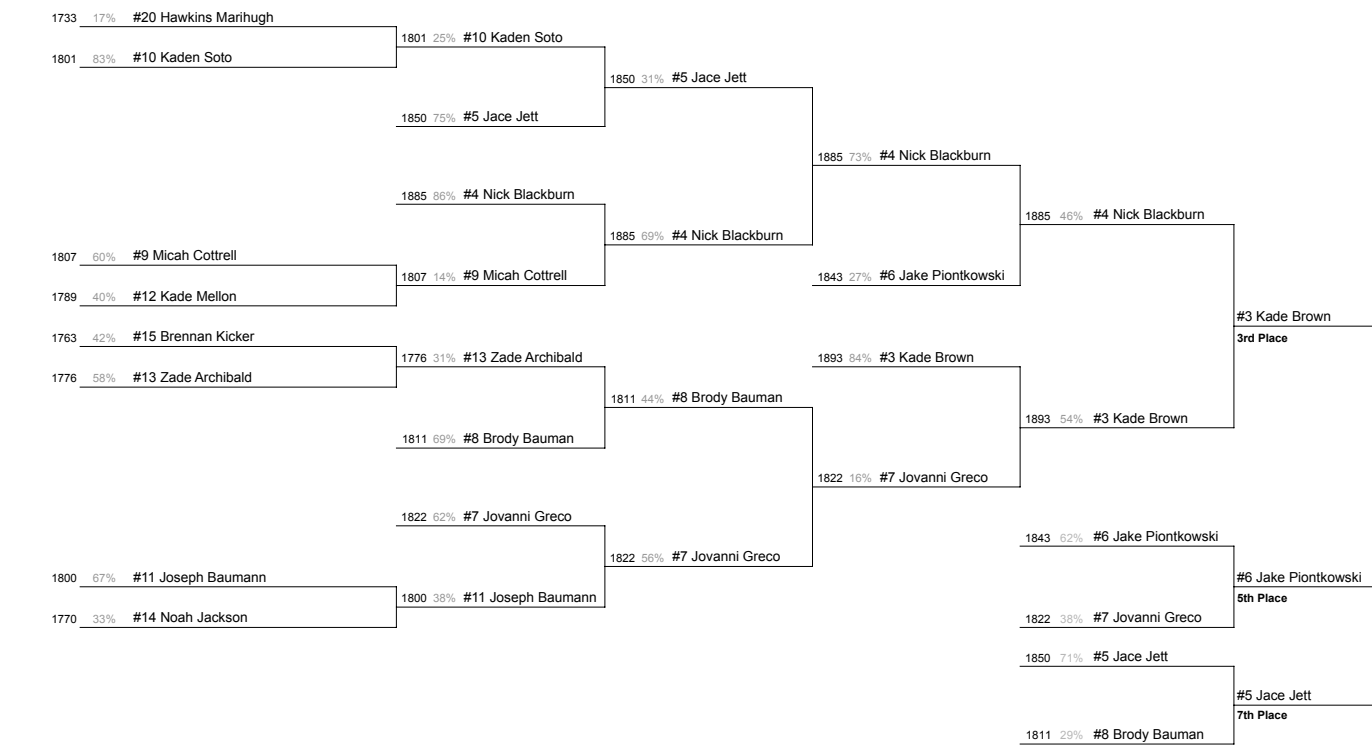 1733 17% #20 Hawkins Marihugh
1801 25% #10 Kaden Soto
1801 83% #10 Kaden Soto
1850 31% #5 Jace Jett
1850 75% #5 Jace Jett
1885 73% #4 Nick Blackburn
1885 86% #4 Nick Blackburn
1885 46% #4 Nick Blackburn
1885 69% #4 Nick Blackburn
1807 60% #9 Micah Cottrell
1807 14% #9 Micah Cottrell
1843 27% #6 Jake Piontkowski
1789 40% #12 Kade Mellon
#3 Kade Brown
3rd Place
1763 42% #15 Brennan Kicker
1776 31% #13 Zade Archibald
1893 84% #3 Kade Brown
1776 58% #13 Zade Archibald
1811 44% #8 Brody Bauman
1893 54% #3 Kade Brown
1811 69% #8 Brody Bauman
1822 16% #7 Jovanni Greco
1822 62% #7 Jovanni Greco
1843 62% #6 Jake Piontkowski
1822 56% #7 Jovanni Greco
1800 67% #11 Joseph Baumann
#6 Jake Piontkowski
5th Place
1800 38% #11 Joseph Baumann
1770 33% #14 Noah Jackson
1822 38% #7 Jovanni Greco
1850 71% #5 Jace Jett
#5 Jace Jett
7th Place
1811 29% #8 Brody Bauman